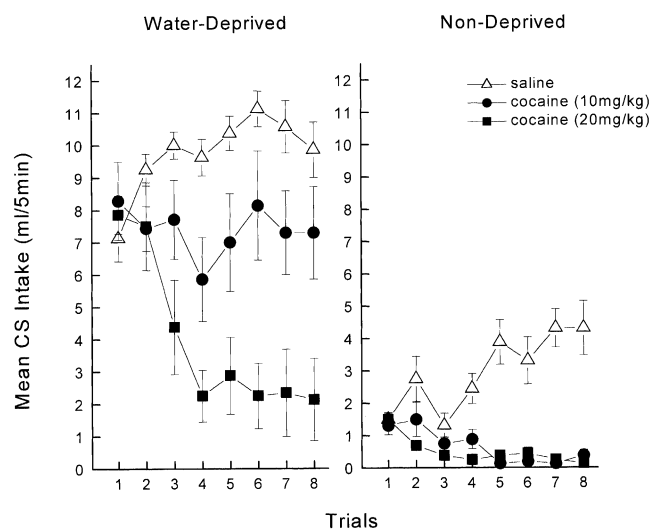 Water-Deprived
Non-Deprived
Mean CS Intake (ml/5min)
12
11
10
9
8
7
6
5
4
3
2
1
0
1 2 3 4 5 6 7 8
12
11
10
9
8
7
6
5
4
3
2
1
0
1 2 3 4 5 6 7 8
saline
cocaine (10mg/kg)
cocaine (20mg/kg)
Trials